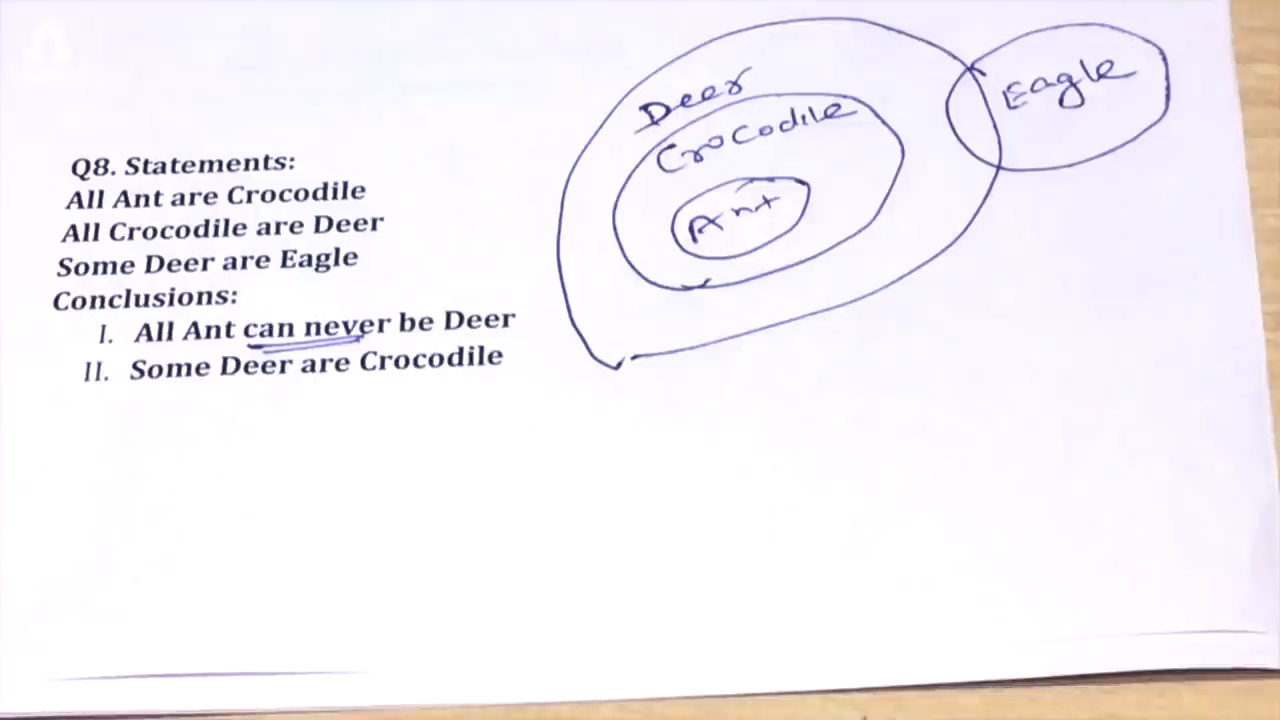 Q8. Statements:
All Ant are Crocodile
All Crocodile are Deer
Some Deer are Eagle
Conclusions:
I. All Ant can never be Deer
II. Some Deer are Crocodile
Deer
Crocodile
Ant
Eagle